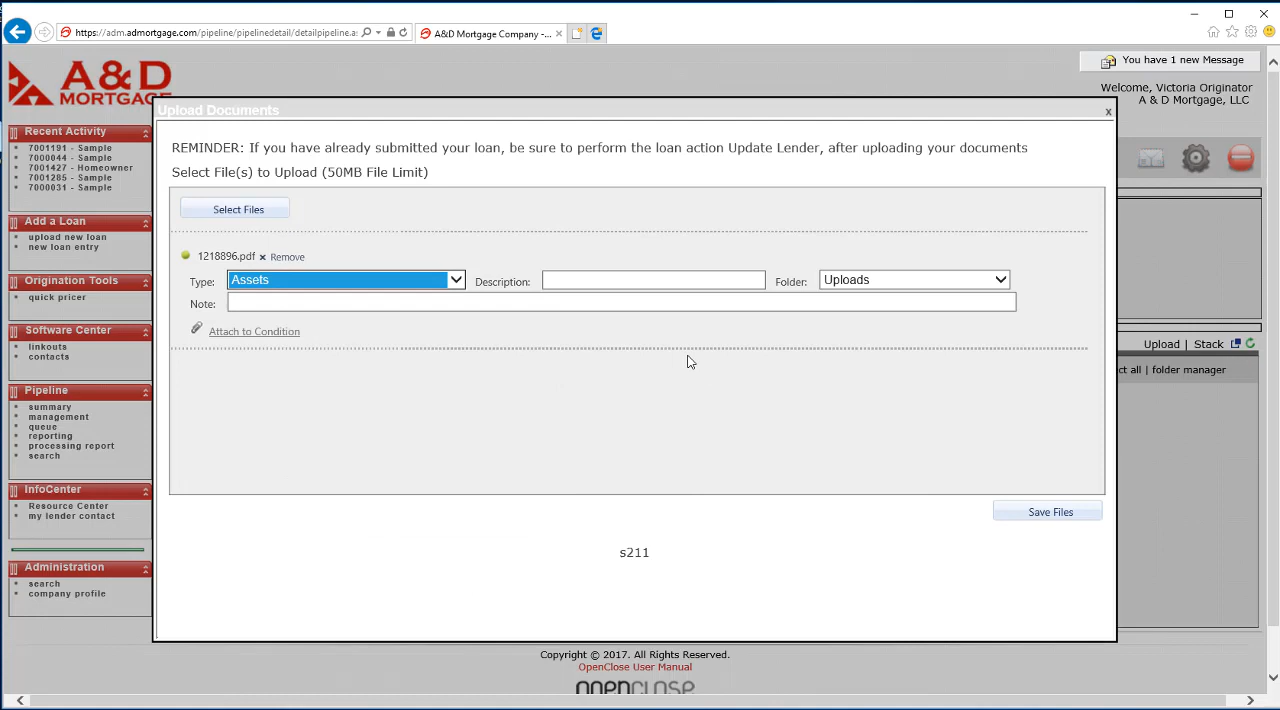 https://adm.admortgage.com/pipeline/pipelinedetail/detailpipeline.a:
A&D Mortgage Company -...
You have 1 new Message
Welcome, Victoria Originator
A & D Mortgage, LLC
A&D
MORTGAGE
Upload Documents
x
REMINDER: If you have already submitted your loan, be sure to perform the loan action Update Lender, after uploading your documents
Select File(s) to Upload (50MB File Limit)
Select Files
1218896.pdf x Remove
Type: Assets Description: Folder: Uploads
Note:
Attach to Condition
Save Files
s211
Recent Activity
7001191 - Sample
7000044 - Sample
7001427 - Homeowner
7001285 - Sample
7000031 - Sample
Add a Loan
upload new loan
new loan entry
Origination Tools
quick pricer
Software Center
linkouts
contacts
Pipeline
summary
management
queue
reporting
processing report
search
InfoCenter
Resource Center
my lender contact
Administration
search
company profile
Upload | Stack
ct all | folder manager
Copyright © 2017. All Rights Reserved.
OpenClose User Manual
OPENCLOSE